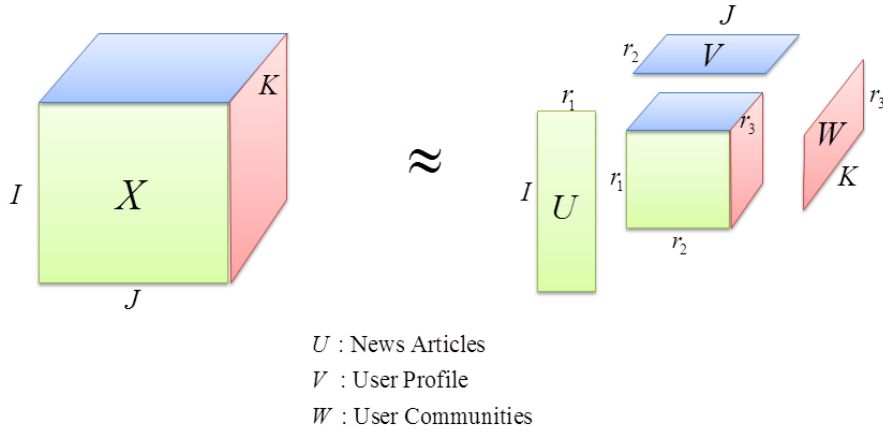 I
X
K
J
≈
r₁
I
U
r₂
J
V
r₁
r₃
r₂
W
r₃
K
U : News Articles
V : User Profile
W : User Communities